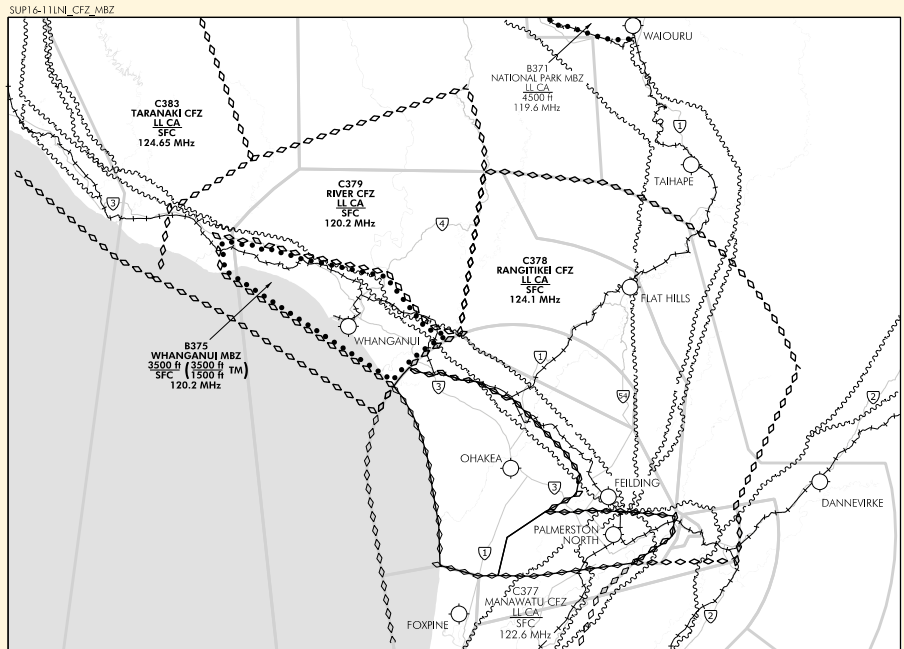 SUP16-11LNI_CFZ_MBZ
WAIOURU
B371
NATIONAL PARK MBZ
LL CA
4500 ft
119.6 MHz
C383
TARANAKI CFZ
LL CA
SFC
124.65 MHz
1
TAIHAPE
C379
RIVER CFZ
LL CA
SFC
120.2 MHz
3
4
C378
RANGITIKEI CFZ
LL CA
SFC
124.1 MHz
FLAT HILLS
WHANGANUI
B375
WHANGANUI MBZ
3500 ft (3500 ft TM)
SFC 1500 ft
120.2 MHz
1
3
54
2
OHAKEA
3
FEILDING
DANNEVIRKE
PALMERSTON
NORTH
1
C377
MANAWATU CFZ
LL CA
SFC
122.6 MHz
FOXPINE
2